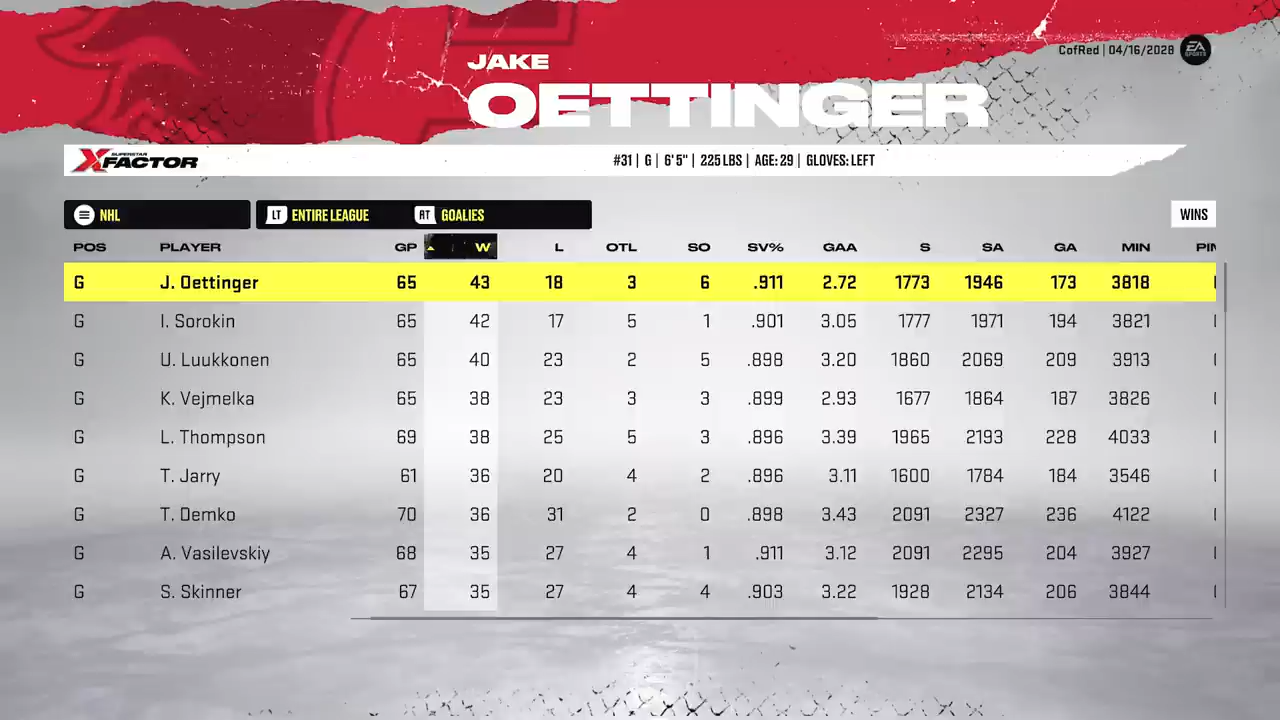 JAKE
OETTINGER
CofRed | 04/16/2028 EA SPORTS
SUPERSTAR X FACTOR
#31 | G | 6' 5" | 225 LBS | AGE: 29 | GLOVES: LEFT
NHL LT ENTIRE LEAGUE RT GOALIES WINS
POS PLAYER GP W L OTL SO SV% GAA S SA GA MIN
G J. Oettinger 65 43 18 3 6 .911 2.72 1773 1946 173 3818
G I. Sorokin 65 42 17 5 1 .901 3.05 1777 1971 194 3821
G U. Luukkonen 65 40 23 2 5 .898 3.20 1860 2069 209 3913
G K. Vejmelka 65 38 23 3 3 .899 2.93 1677 1864 187 3826
G L. Thompson 69 38 25 5 3 .896 3.39 1965 2193 228 4033
G T. Jarry 61 36 20 4 2 .896 3.11 1600 1784 184 3546
G T. Demko 70 36 31 2 0 .898 3.43 2091 2327 236 4122
G A. Vasilevskiy 68 35 27 4 1 .911 3.12 2091 2295 204 3927
G S. Skinner 67 35 27 4 4 .903 3.22 1928 2134 206 3844